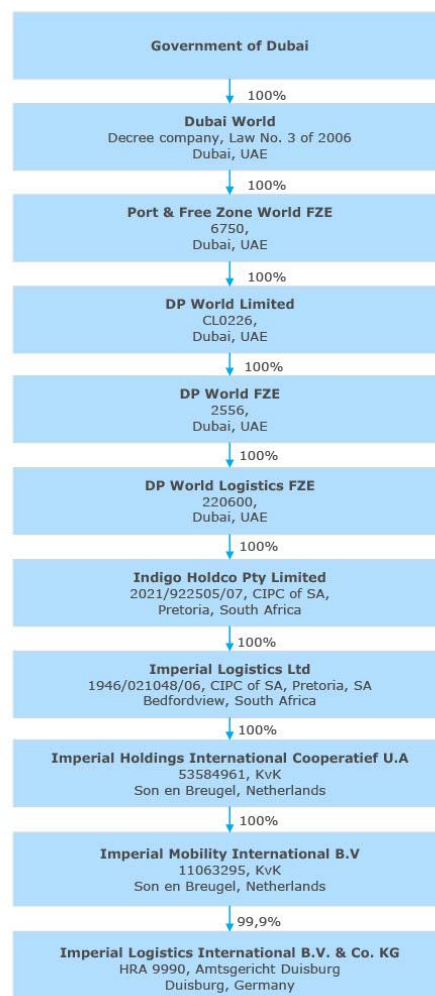 Government of Dubai
100%
Dubai World
Decree company, Law No. 3 of 2006
Dubai, UAE
100%
Port & Free Zone World FZE
6750,
Dubai, UAE
100%
DP World Limited
CL0226,
Dubai, UAE
100%
DP World FZE
2556,
Dubai, UAE
100%
DP World Logistics FZE
220600,
Dubai, UAE
100%
Indigo Holdco Pty Limited
2021/922505/07, CIPC of SA,
Pretoria, South Africa
100%
Imperial Logistics Ltd
1946/021048/06, CIPC of SA, Pretoria, SA
Bedfordview, South Africa
100%
Imperial Holdings International Cooperatief U.A
53584961, KvK
Son en Breugel, Netherlands
100%
Imperial Mobility International B.V
11063295, KvK
Son en Breugel, Netherlands
99,9%
Imperial Logistics International B.V. & Co. KG
HRA 9990, Amtsgericht Duisburg
Duisburg, Germany